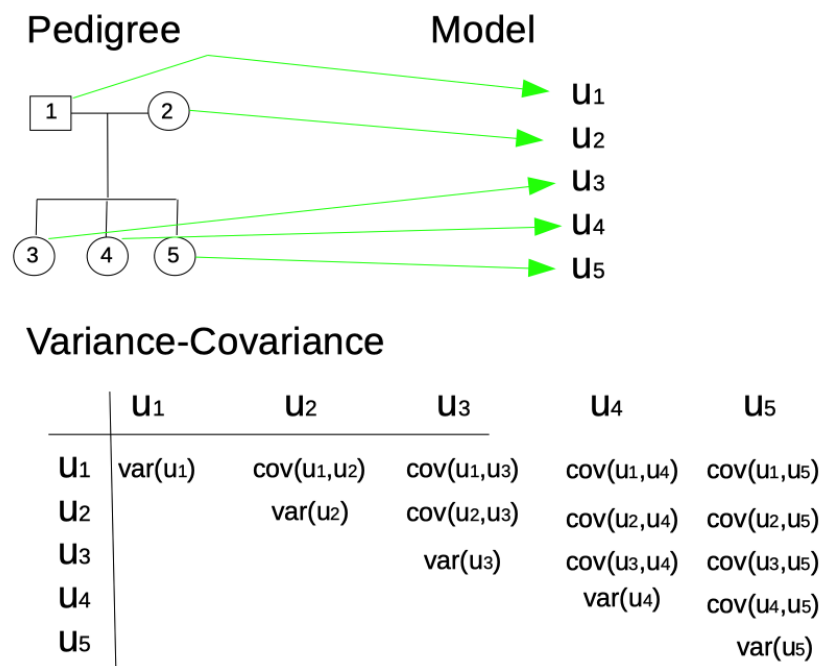 Pedigree Model
1 2
u1
u2
u3
u4
3 4 5
u5
Variance-Covariance
u1 u2 u3 u4 u5
u1 var(u1) cov(u1,u2) cov(u1,u3) cov(u1,u4) cov(u1,u5)
u2 var(u2) cov(u2,u3) cov(u2,u4) cov(u2,u5)
u3 var(u3) cov(u3,u4) cov(u3,u5)
u4 var(u4) cov(u4,u5)
u5 var(u5)